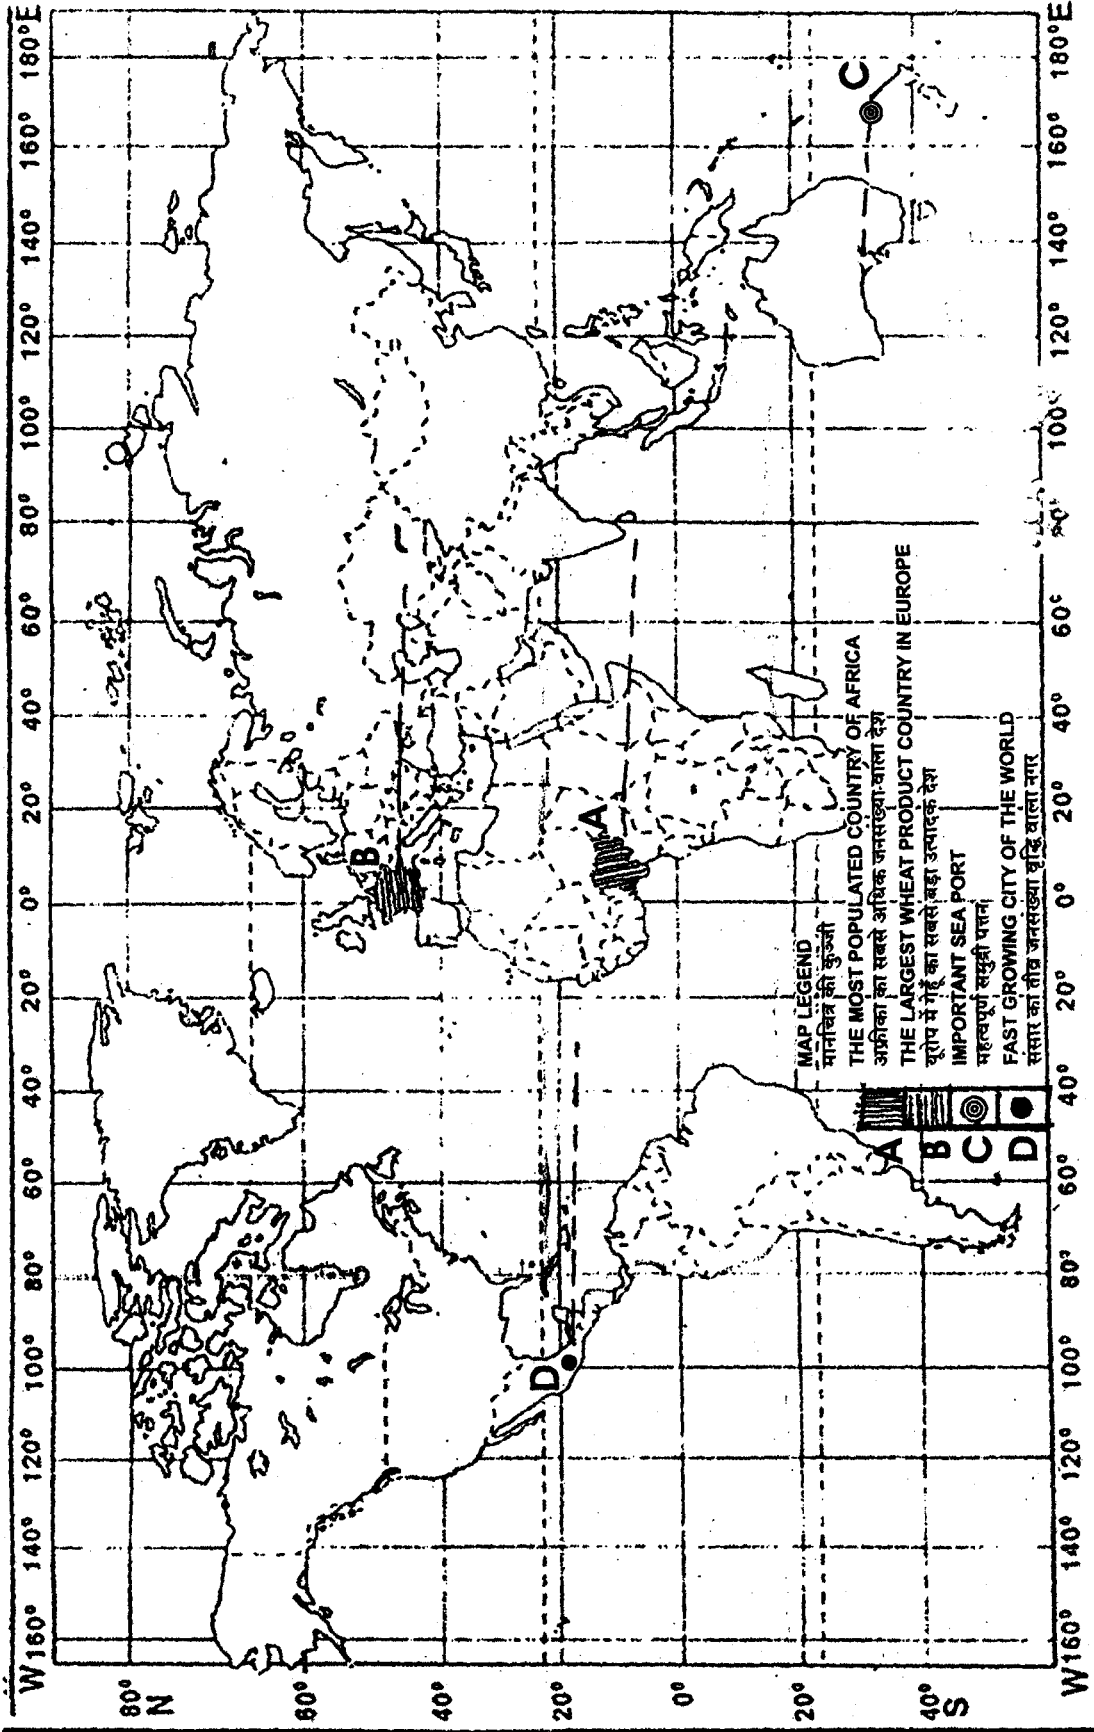 W 160° 140° 120° 100° 80° 60° 40° 20° 0° 20° 40° 60° 80° 100° 120° 140° 160° 180° E
80°
N
60°
40°
20°
0°
20°
40°
S
B
A
C
D
MAP LEGEND
मानचित्र की कुञ्जी
A THE MOST POPULATED COUNTRY OF AFRICA
अफ्रीका का सबसे अधिक जनसंख्या वाला देश
B THE LARGEST WHEAT PRODUCT COUNTRY IN EUROPE
यूरोप में गेहूँ का सबसे बड़ा उत्पादक देश
C IMPORTANT SEA PORT
महत्वपूर्ण समुद्री पत्तन
D FAST GROWING CITY OF THE WORLD
संसार का तीव्र जनसंख्या वृद्धि वाला नगर
W 160° 140° 120° 100° 80° 60° 40° 20° 0° 20° 40° 60° 80° 100° 120° 140° 160° 180° E